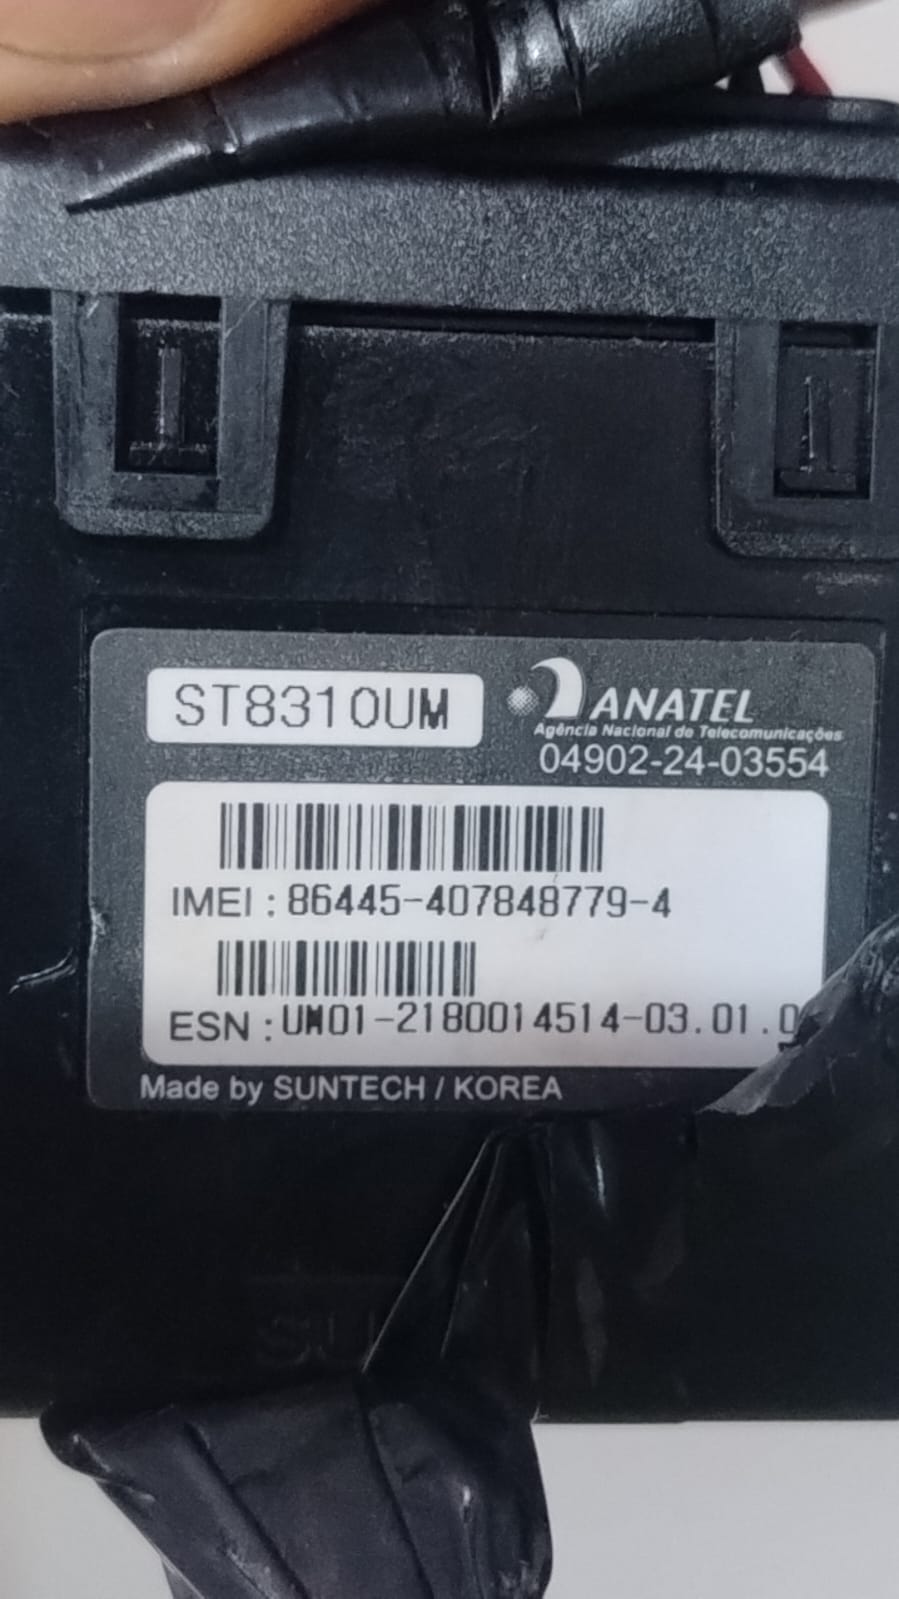 ST8310UM
ANATEL
Agência Nacional de Telecomunicações
04902-24-03554
IMEI : 86445-407848779-4
ESN : UM01-2180014514-03.01.0
Made by SUNTECH / KOREA
SU